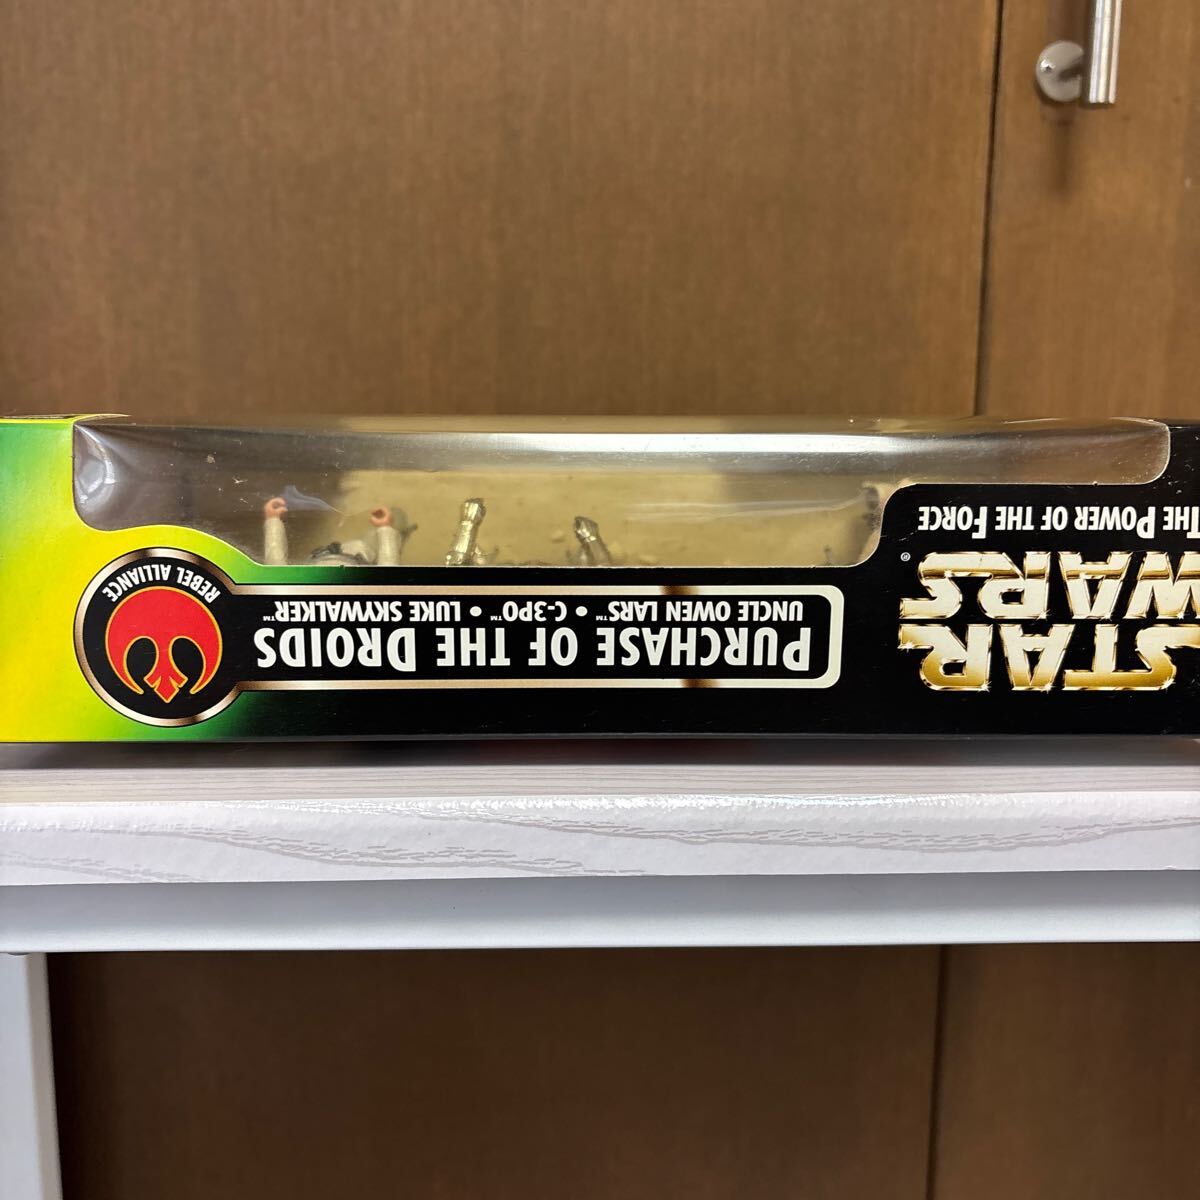 STAR
WARS®
THE POWER OF THE FORCE
PURCHASE OF THE DROIDS
UNCLE OWEN LARS™ • C-3PO™ • LUKE SKYWALKER™
REBEL ALLIANCE